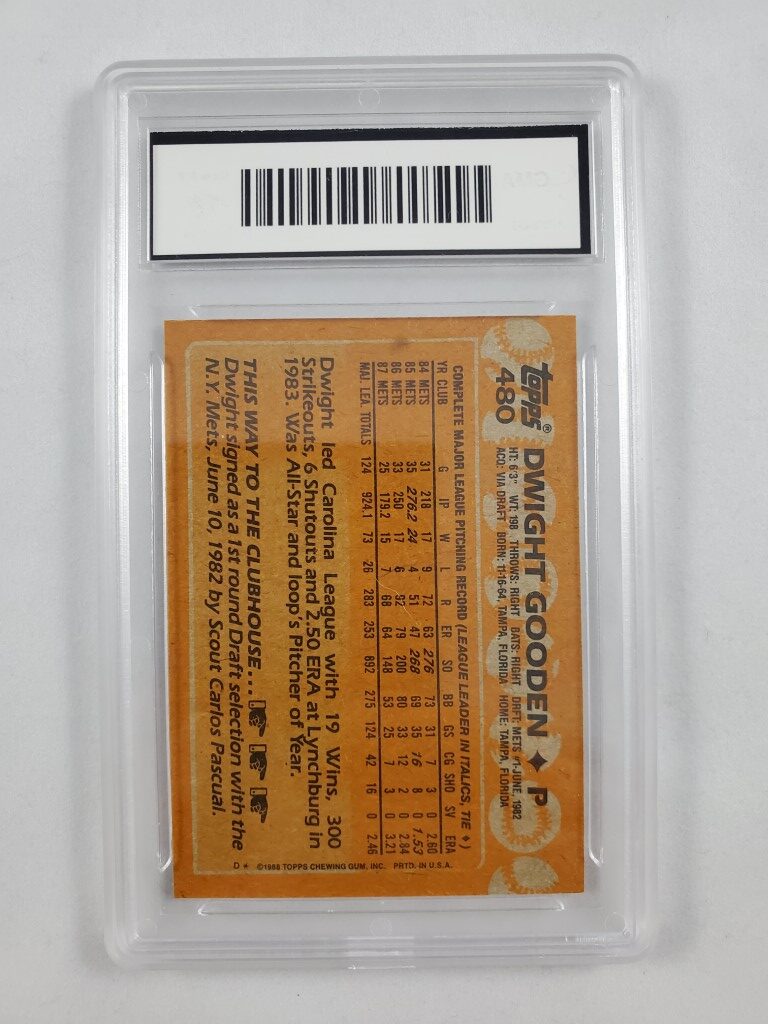 topps® DWIGHT GOODEN ♦ P
480
HT: 6'3" WT: 198 THROWS: RIGHT BATS: RIGHT DRFT: METS #1-JUNE, 1982
ACQ: VIA DRAFT BORN: 11-16-64, TAMPA, FLORIDA HOME: TAMPA, FLORIDA
COMPLETE MAJOR LEAGUE PITCHING RECORD (LEAGUE LEADER IN ITALICS, TIE ♦)
YR CLUB G IP W L R ER SO BB GS CG SHO SV ERA
84 METS 31 218 17 9 72 63 276 73 31 7 3 0 2.60
85 METS 35 276.2 24 4 51 47 268 69 35 16 8 0 1.53
86 METS 33 250 17 6 92 79 200 80 33 12 2 0 2.84
87 METS 25 179.2 15 7 68 64 148 53 25 7 3 0 3.21
MAJ. LEA. TOTALS 124 924.1 73 26 283 253 892 275 124 42 16 0 2.46
Dwight led Carolina League with 19 Wins, 300
Strikeouts, 6 Shutouts and 2.50 ERA at Lynchburg in
1983. Was All-Star and loop's Pitcher of Year.
THIS WAY TO THE CLUBHOUSE...
Dwight signed as a 1st round Draft selection with the
N.Y. Mets, June 10, 1982 by Scout Carlos Pascual.
D* ©1988 TOPPS CHEWING GUM, INC. PRTD. IN U.S.A.